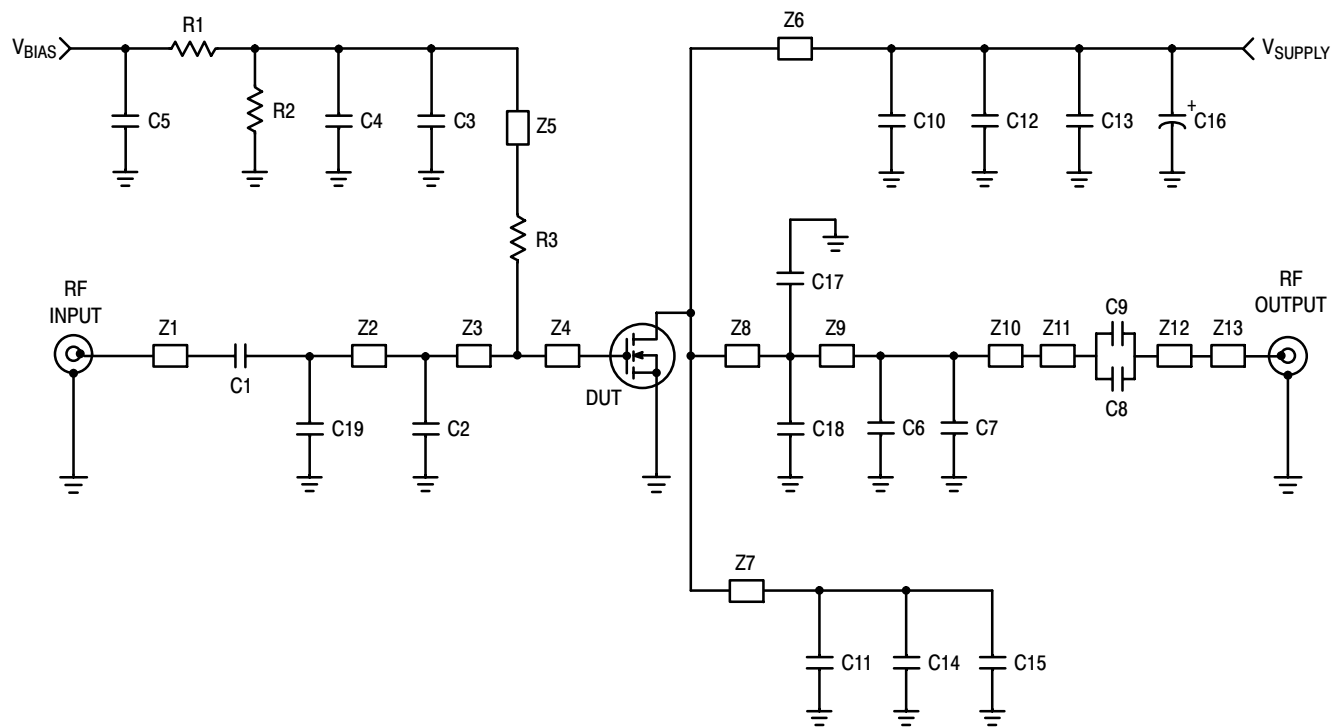 Z6
R1
VBIAS
VSUPPLY
C5
R2
C4
C3
Z5
C10
C12
C13
+
C16
R3
C17
RF
INPUT
RF
OUTPUT
Z1
Z2
Z3
Z4
Z8
Z9
Z10
Z11
C9
Z12
Z13
C1
DUT
C8
C19
C2
C18
C6
C7
Z7
C11
C14
C15